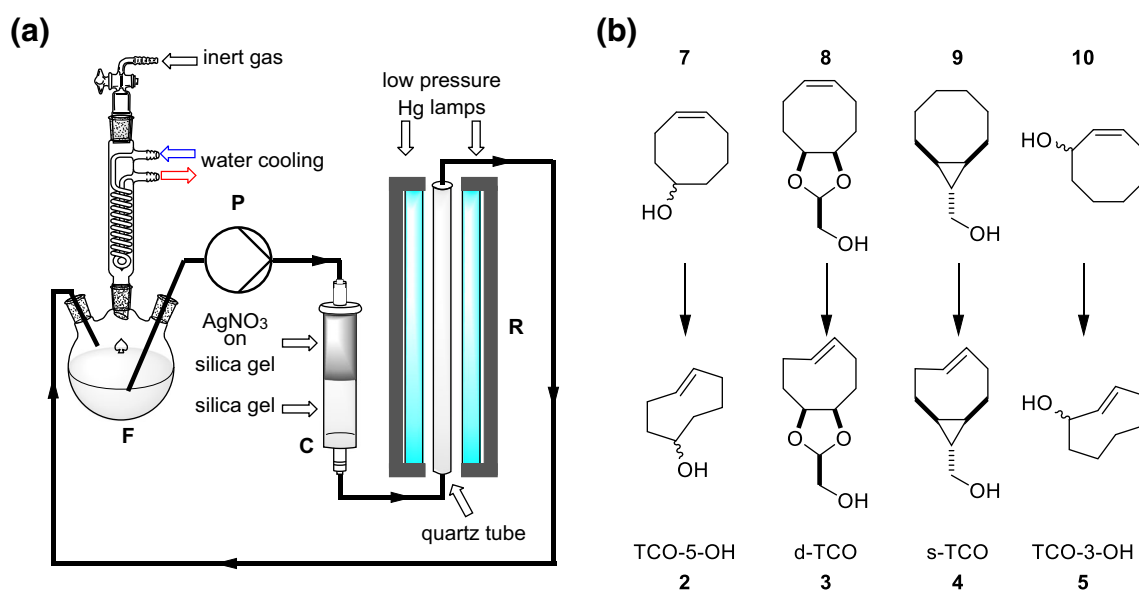 (a)
inert gas
water cooling
low pressure
Hg lamps
P
AgNO3
on
silica gel
silica gel
F
C
R
quartz tube
(b)
7 8 9 10
HO O O OH OH HO
HO O O OH OH HO
TCO-5-OH d-TCO s-TCO TCO-3-OH
2 3 4 5